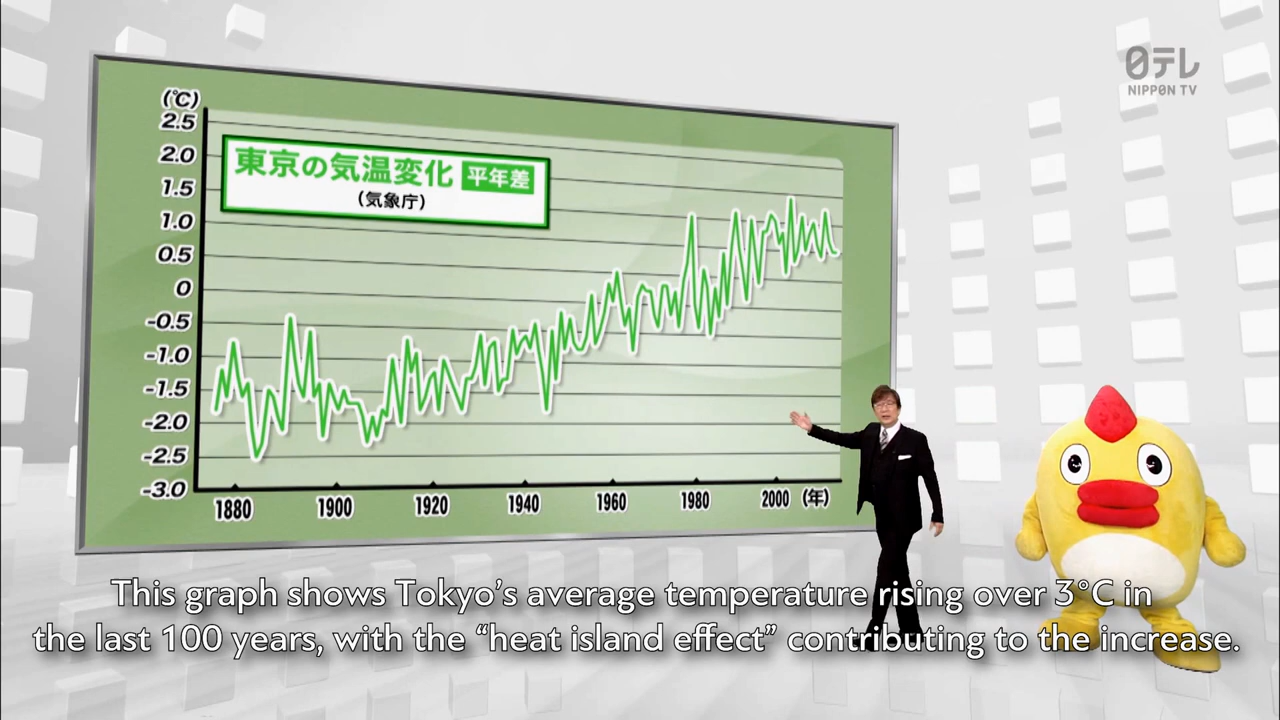 日テレ
NIPPON TV
(℃)
2.5
2.0
1.5
1.0
0.5
0
-0.5
-1.0
-1.5
-2.0
-2.5
-3.0
東京の気温変化 平年差
(気象庁)
1880 1900 1920 1940 1960 1980 2000 (年)
This graph shows Tokyo's average temperature rising over 3°C in
the last 100 years, with the “heat island effect” contributing to the increase.